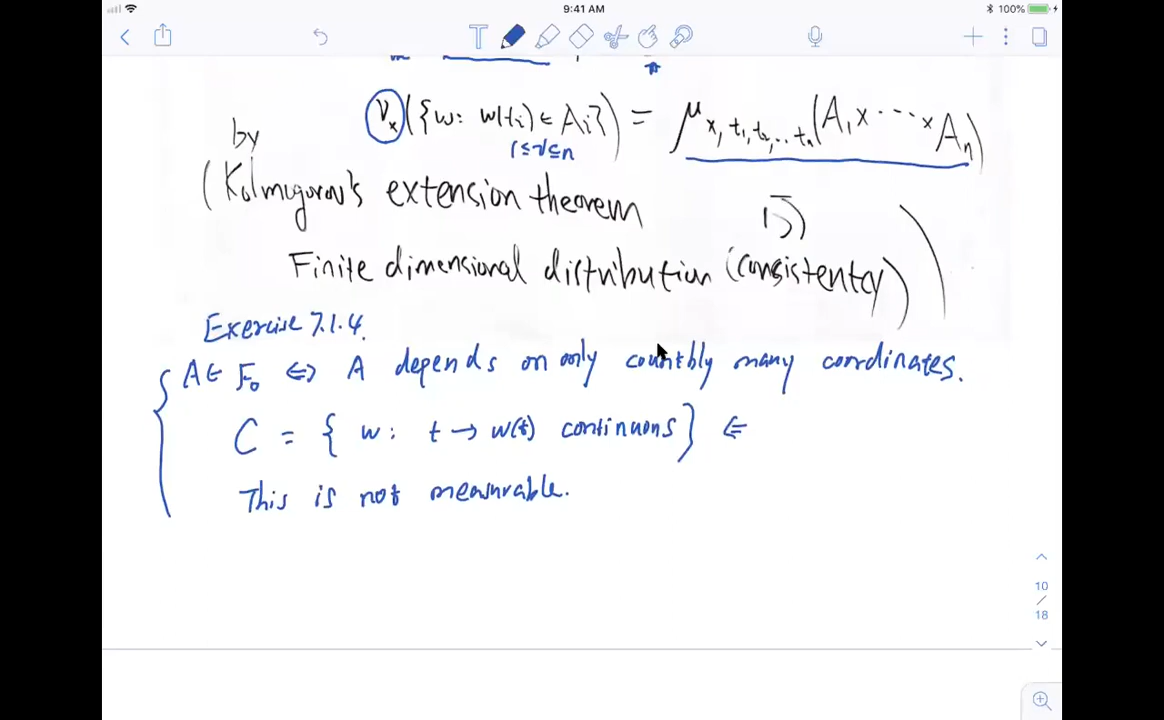 9:41 AM
100%
ν_x({w: w(t_i) ∈ A_i}) = μ_{x, t_1, t_2, ... t_n}(A_1 × ··· × A_n)
1≤i≤n
by
(Kolmogorov's extension theorem
Finite dimensional distribution (consistentcy))
Exercise 7.1.4.
A ∈ F_0 ⇔ A depends on only countbly many coordinates.
C = { w: t → w(t) continuous} ⇐
This is not measurable.
10
/
18